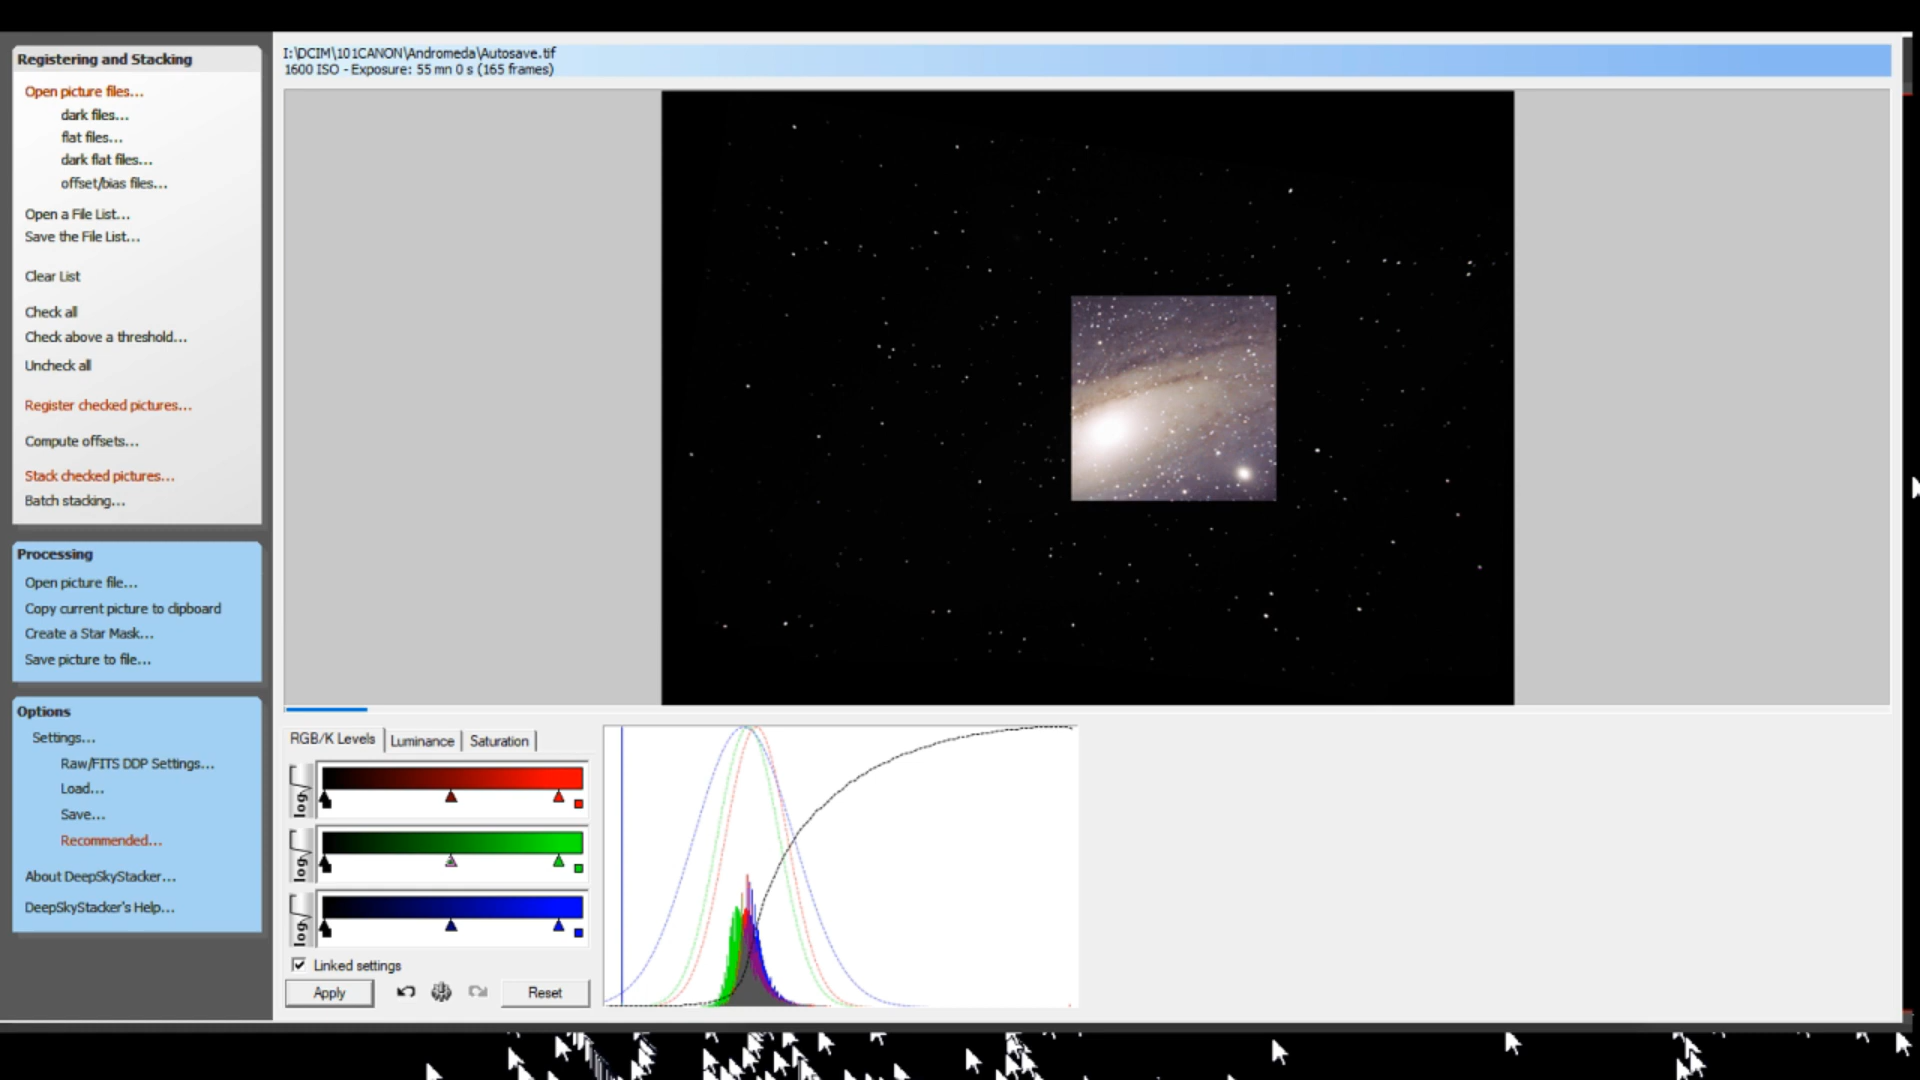 Registering and Stacking
Open picture files...
dark files...
flat files...
dark flat files...
offset/bias files...
Open a File List...
Save the File List...
Clear List
Check all
Check above a threshold...
Uncheck all
Register checked pictures...
Compute offsets...
Stack checked pictures...
Batch stacking...
Processing
Open picture file...
Copy current picture to clipboard
Create a Star Mask...
Save picture to file...
Options
Settings...
Raw/FITS DDP Settings...
Load...
Save...
Recommended...
About DeepSkyStacker...
DeepSkyStacker's Help...
I:\DCIM\101CANON\Andromeda\Autosave.tif
1600 ISO - Exposure: 55 mn 0 s (165 frames)
RGB/K Levels Luminance Saturation
log
log
log
Linked settings
Apply Reset